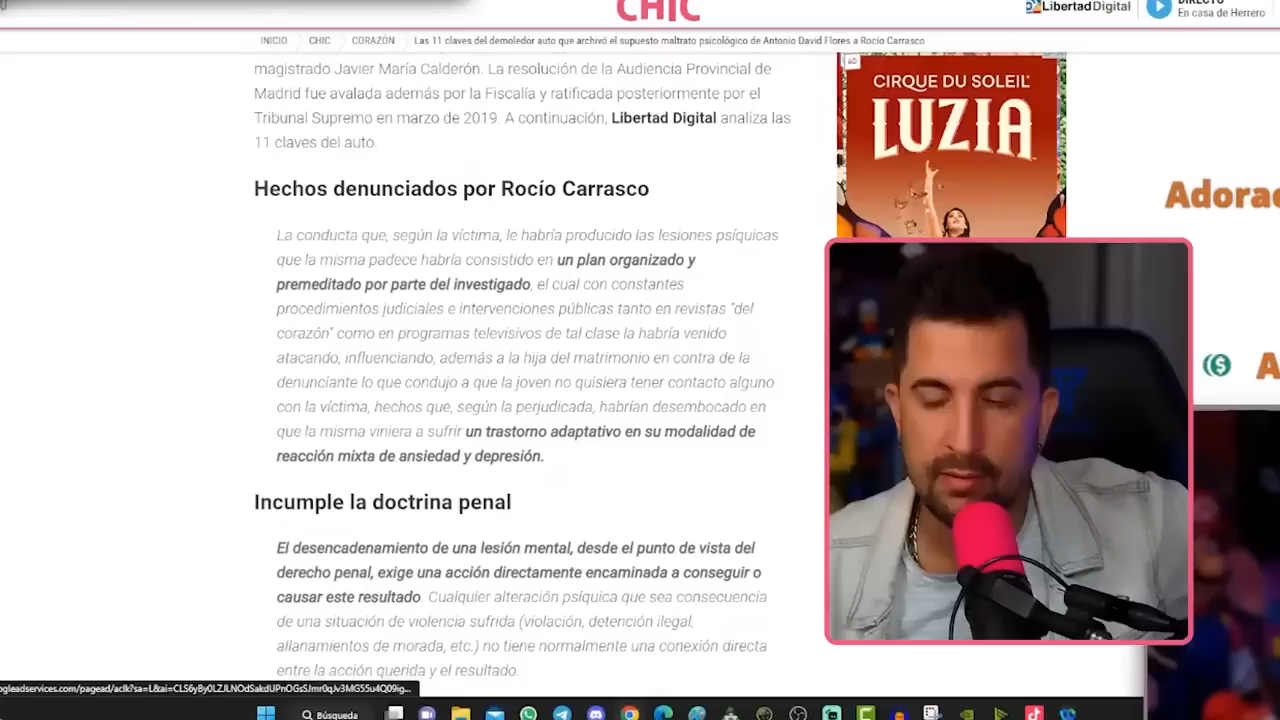 CHIC
LibertadDigital
DIRECTO
En casa de Herrero
INICIO
CHIC
CORAZÓN
Las 11 claves del demoledor auto que archivó el supuesto maltrato psicológico de Antonio David Flores a Rocío Carrasco
magistrado Javier María Calderón. La resolución de la Audiencia Provincial de
Madrid fue avalada además por la Fiscalía y ratificada posteriormente por el
Tribunal Supremo en marzo de 2019. A continuación, Libertad Digital analiza las
11 claves del auto.
Hechos denunciados por Rocío Carrasco
La conducta que, según la víctima, le habría producido las lesiones psíquicas
que la misma padece habría consistido en un plan organizado y
premeditado por parte del investigado, el cual con constantes
procedimientos judiciales e intervenciones públicas tanto en revistas "del
corazón" como en programas televisivos de tal clase la habría venido
atacando, influenciando, además a la hija del matrimonio en contra de la
denunciante lo que condujo a que la joven no quisiera tener contacto alguno
con la víctima, hechos que, según la perjudicada, habrían desembocado en
que la misma viniera a sufrir un trastorno adaptativo en su modalidad de
reacción mixta de ansiedad y depresión.
Incumple la doctrina penal
El desencadenamiento de una lesión mental, desde el punto de vista del
derecho penal, exige una acción directamente encaminada a conseguir o
causar este resultado. Cualquier alteración psíquica que sea consecuencia
de una situación de violencia sufrida (violación, detención ilegal,
allanamientos de morada, etc.) no tiene normalmente una conexión directa
entre la acción querida y el resultado.
AD
CIRQUE DU SOLEIL
LUZIA
Adorac
A
Búsqueda